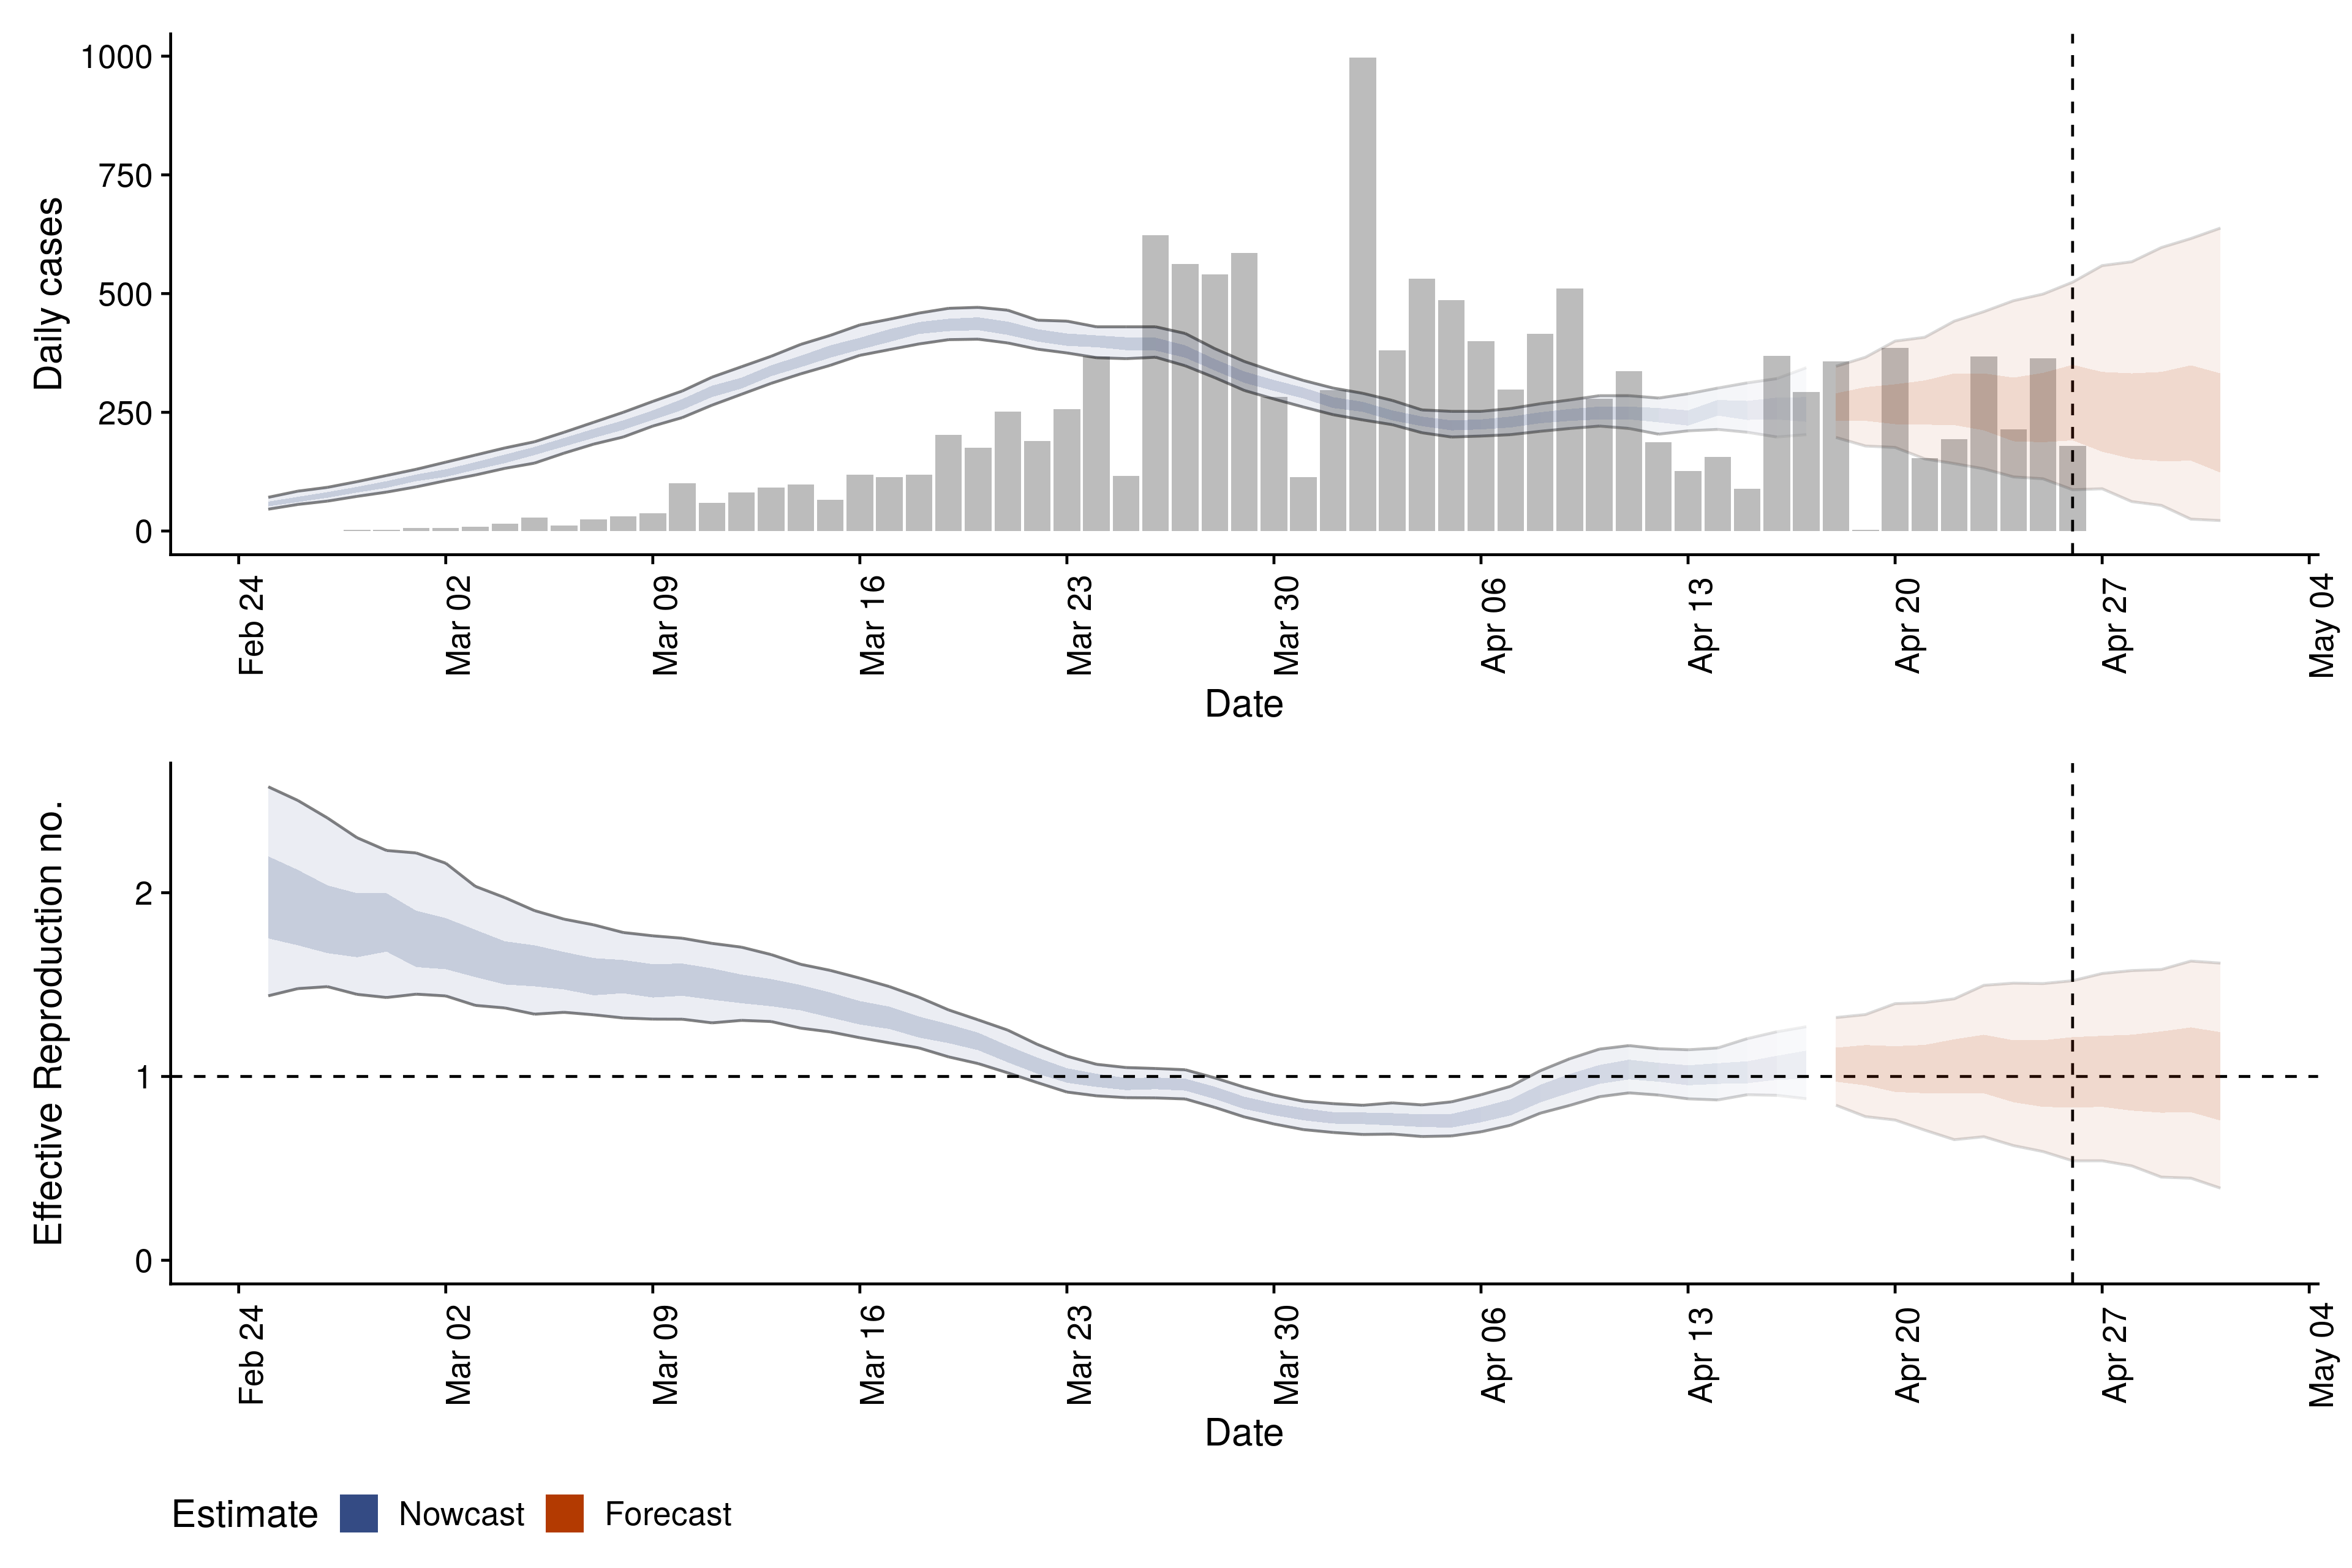 Daily cases
1000
750
500
250
0
Feb 24
Mar 02
Mar 09
Mar 16
Mar 23
Mar 30
Apr 06
Apr 13
Apr 20
Apr 27
May 04
Date
Effective Reproduction no.
2
1
0
Feb 24
Mar 02
Mar 09
Mar 16
Mar 23
Mar 30
Apr 06
Apr 13
Apr 20
Apr 27
May 04
Date
Estimate Nowcast Forecast